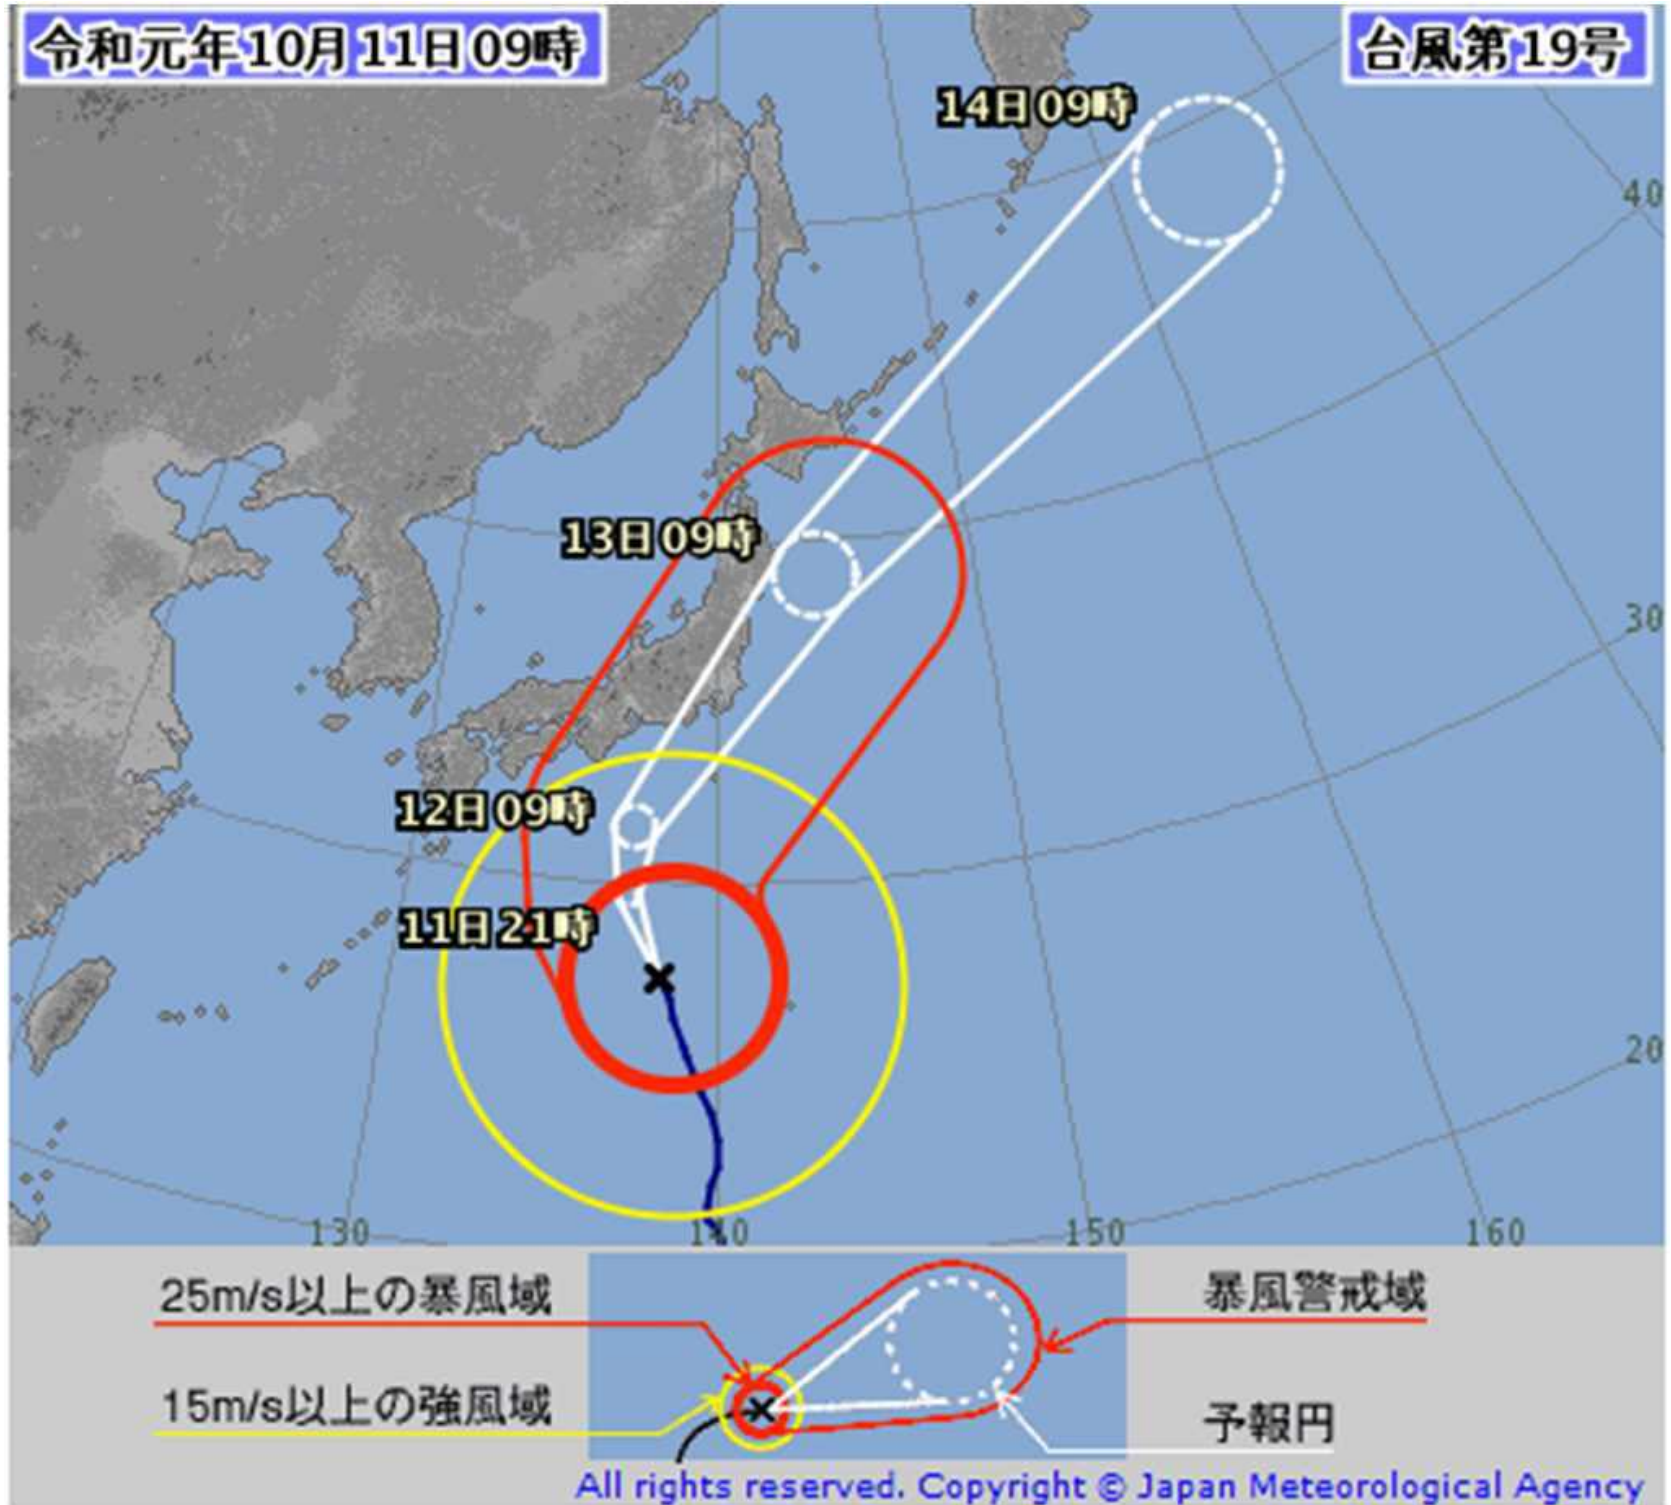 令和元年10月11日09時
台風第19号
14日09時
40
13日09時
30
12日09時
11日21時
20
130
140
150
160
25m/s以上の暴風域
暴風警戒域
15m/s以上の強風域
予報円
All rights reserved. Copyright © Japan Meteorological Agency